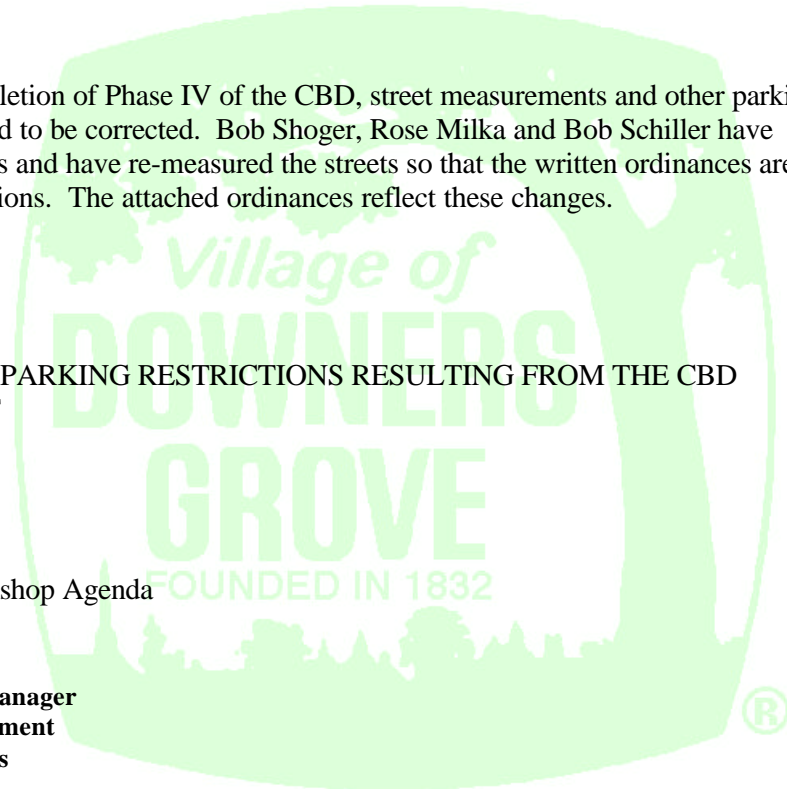 pletion of Phase IV of the CBD, street measurements and other parki
d to be corrected. Bob Shoger, Rose Milka and Bob Schiller have
s and have re-measured the streets so that the written ordinances are
ions. The attached ordinances reflect these changes.
Village of
DOWNERS
PARKING RESTRICTIONS RESULTING FROM THE CBD
GROVE
shop Agenda
FOUNDED IN 1832
anager
ment
s
®